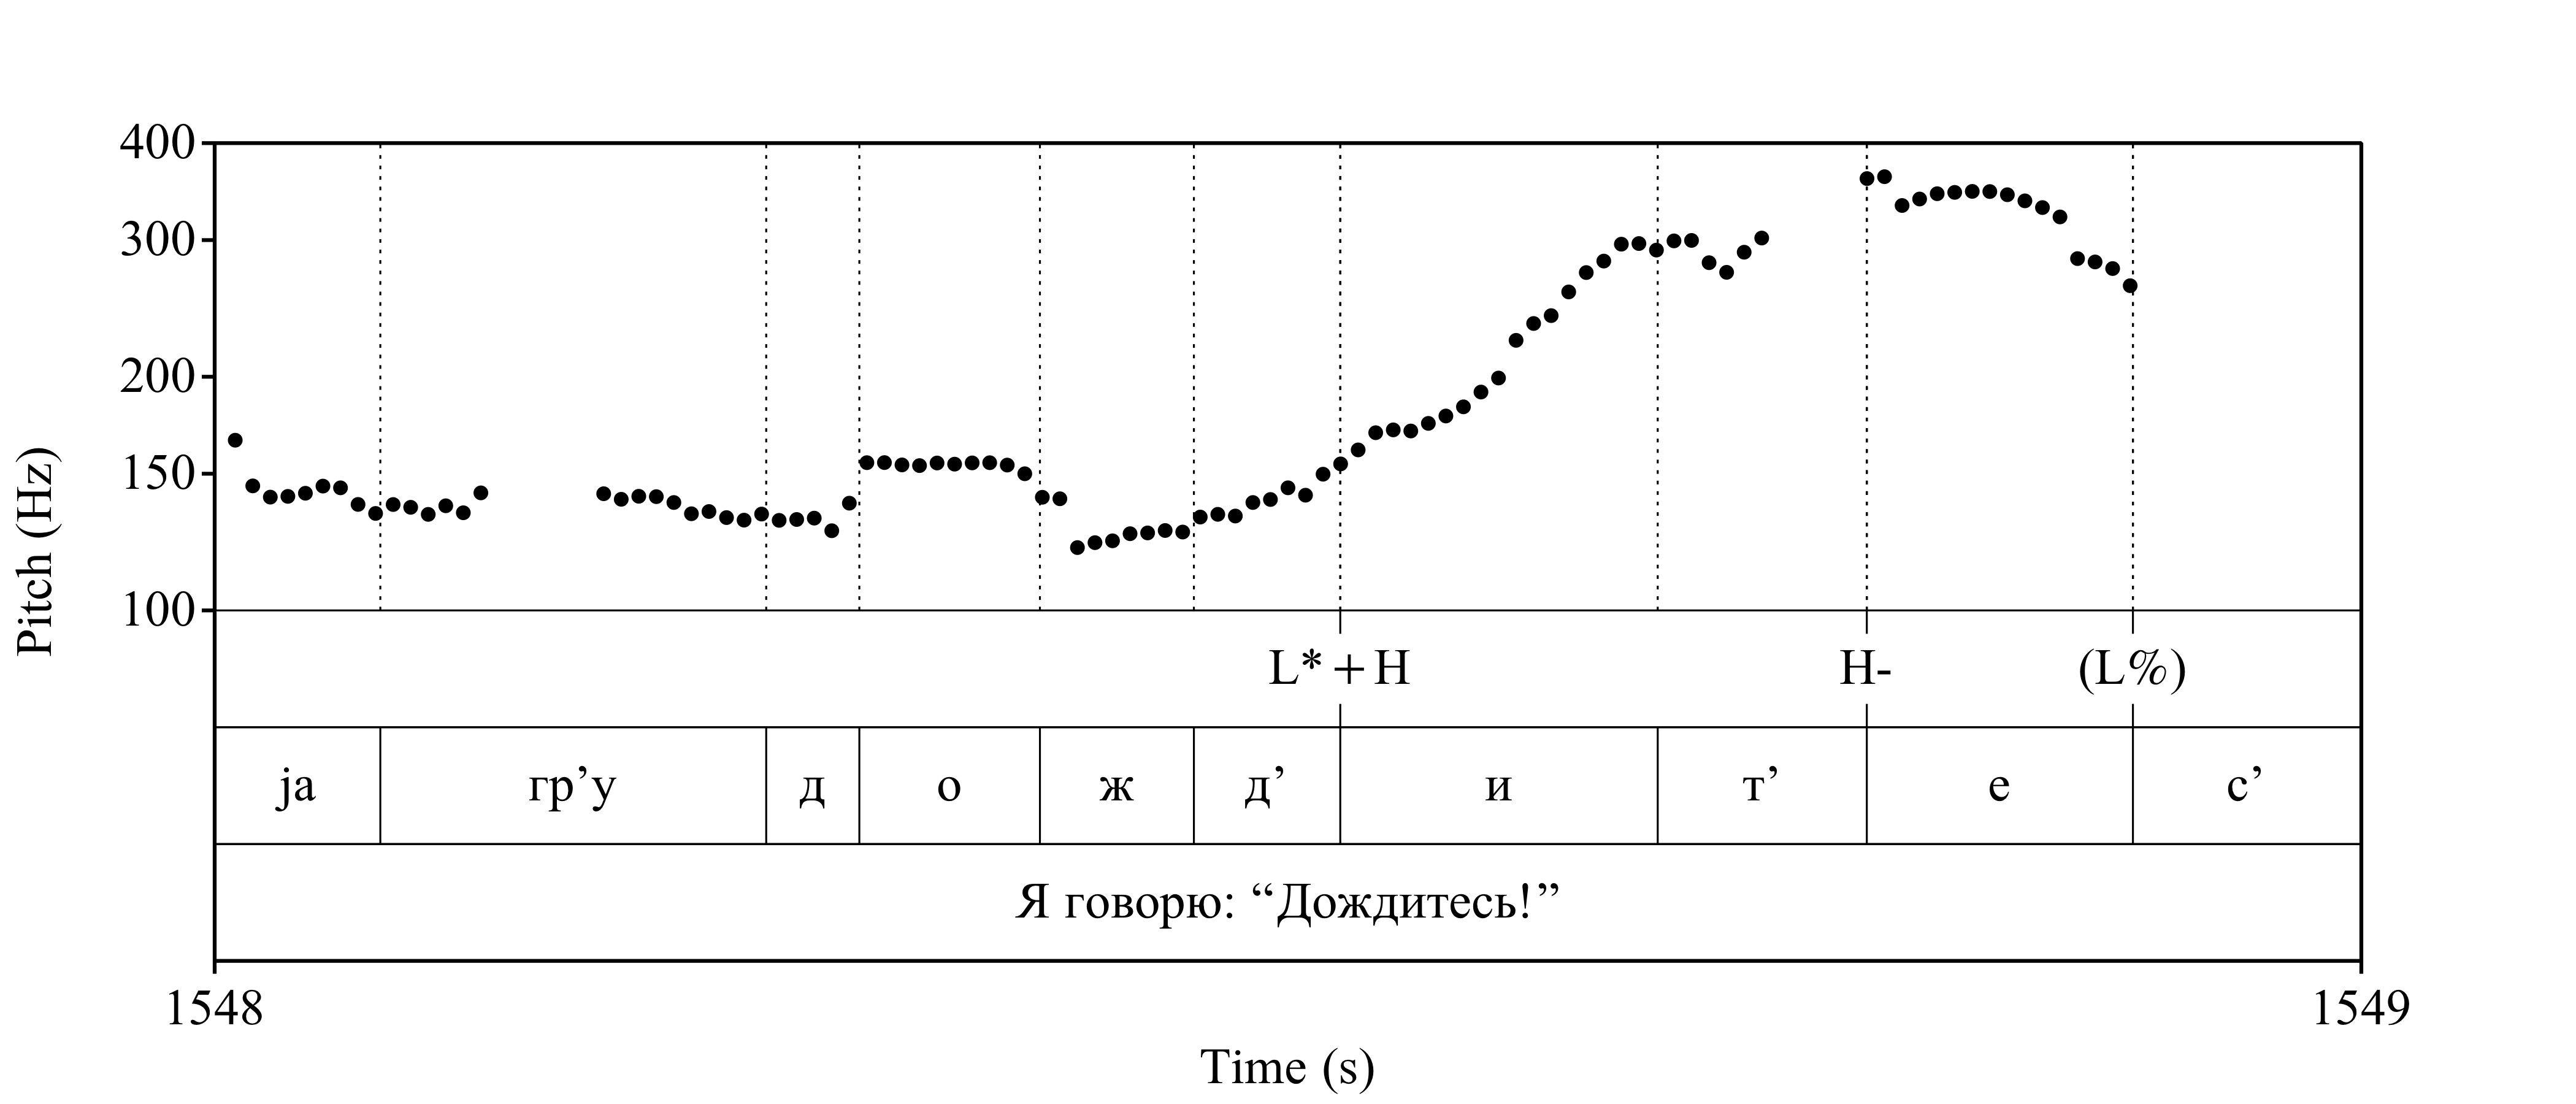 400
300
200
150
100
Pitch (Hz)
L*+H H- (L%)
ja гр’у д о ж д’ и т’ е с’
Я говорю: “Дождитесь!”
1548 1549
Time (s)